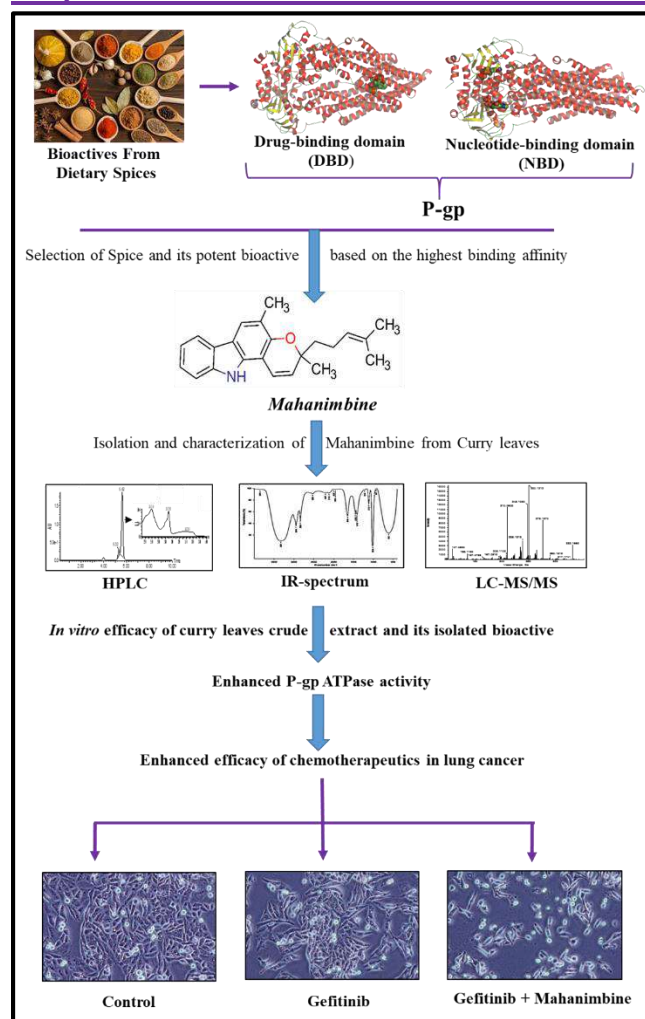 Bioactives From
Dietary Spices
Drug-binding domain
(DBD)
Nucleotide-binding domain
(NBD)
P-gp
Selection of Spice and its potent bioactive based on the highest binding affinity
CH₃
O
CH₃
CH₃
CH₃
NH
Mahanimbine
Isolation and characterization of Mahanimbine from Curry leaves
HPLC
IR-spectrum
LC-MS/MS
In vitro efficacy of curry leaves crude extract and its isolated bioactive
Enhanced P-gp ATPase activity
Enhanced efficacy of chemotherapeutics in lung cancer
Control
Gefitinib
Gefitinib + Mahanimbine